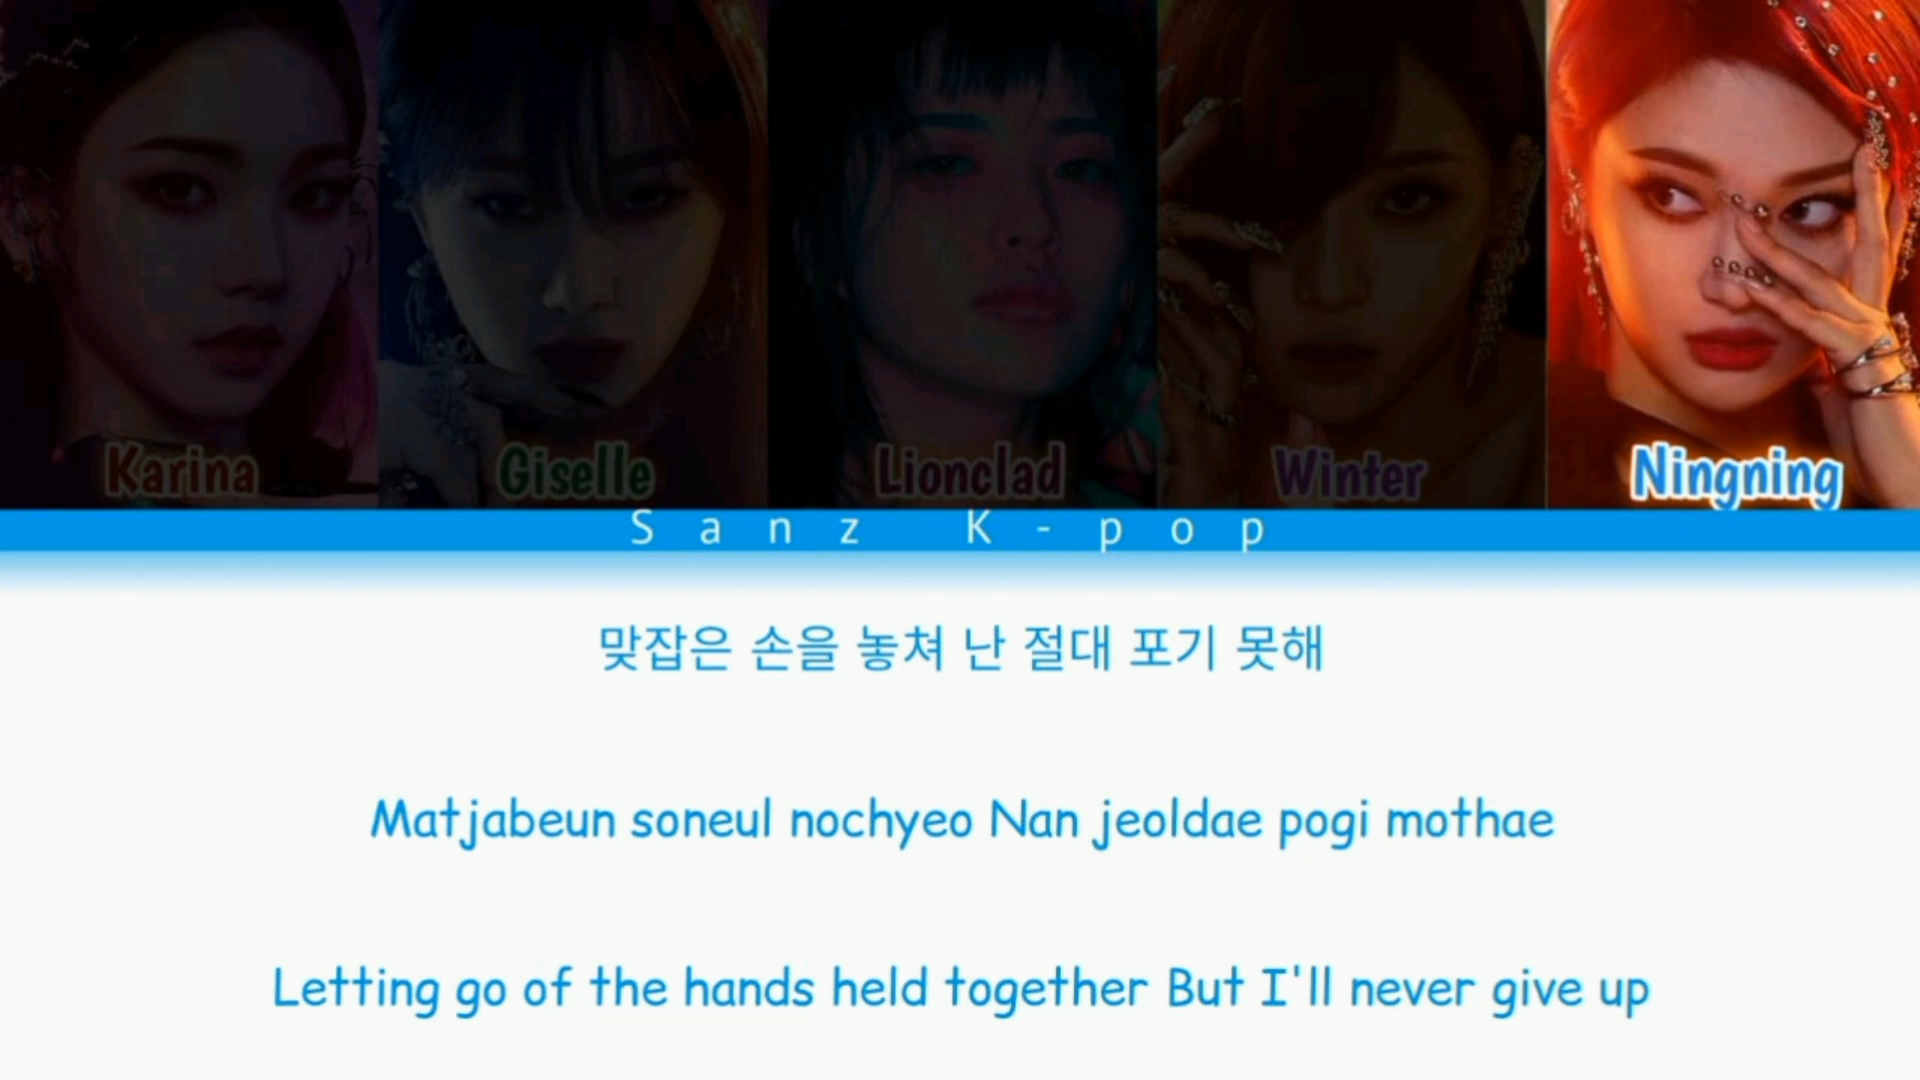 Karina Giselle Lionclad Winter Ningning
Sanz K-pop
맞잡은 손을 놓쳐 난 절대 포기 못해
Matjabeun soneul nochyeo Nan jeoldae pogi mothae
Letting go of the hands held together But I'll never give up